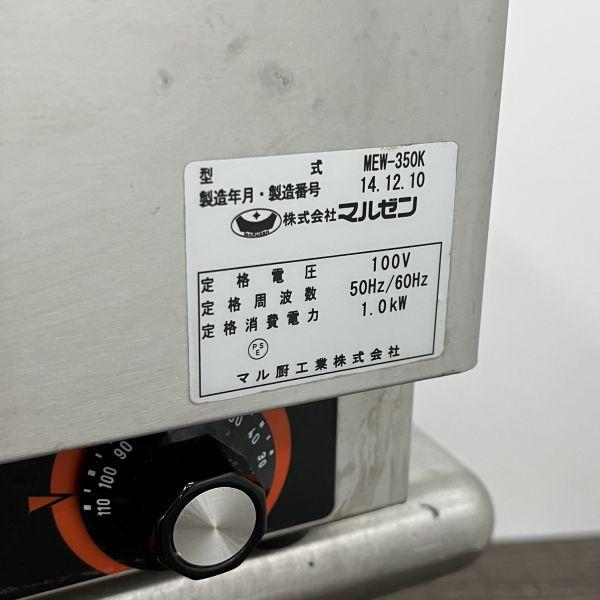 型式 MEW-350K
製造年月・製造番号 14.12.10
MARUZEN 株式会社マルゼン
定格電圧 100V
定格周波数 50Hz/60Hz
定格消費電力 1.0kW
PSE
マル厨工業株式会社
110 100 90 30